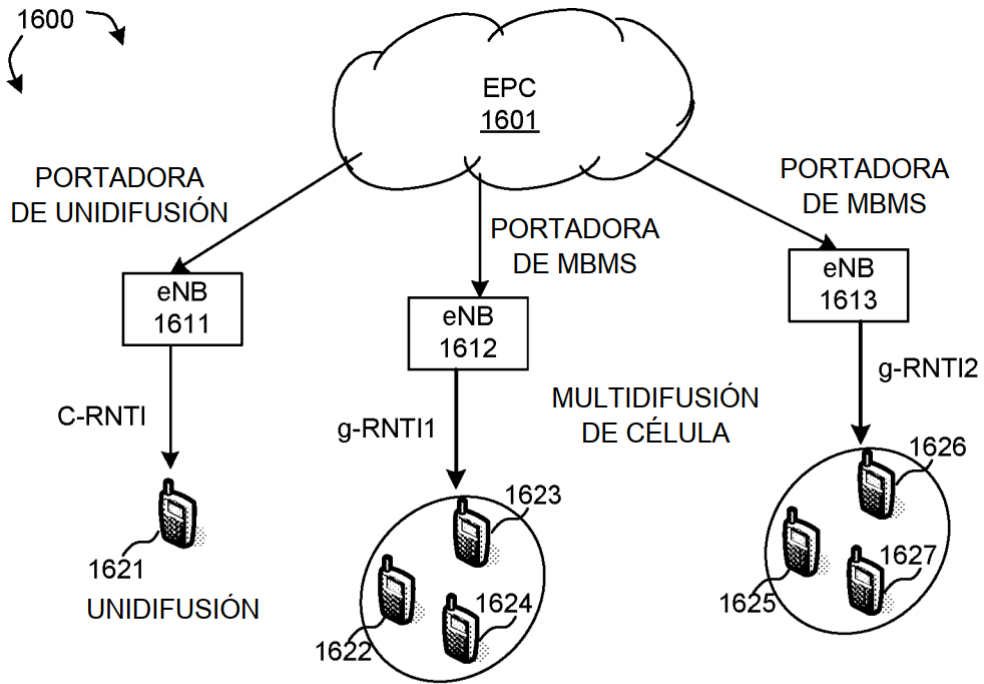 1600
EPC
1601
PORTADORA
DE UNIDIFUSIÓN
PORTADORA
DE MBMS
PORTADORA
DE MBMS
eNB
1611
eNB
1612
eNB
1613
C-RNTI
g-RNTI1
MULTIDIFUSIÓN
DE CÉLULA
g-RNTI2
1621
UNIDIFUSIÓN
1623
1622
1624
1626
1625
1627